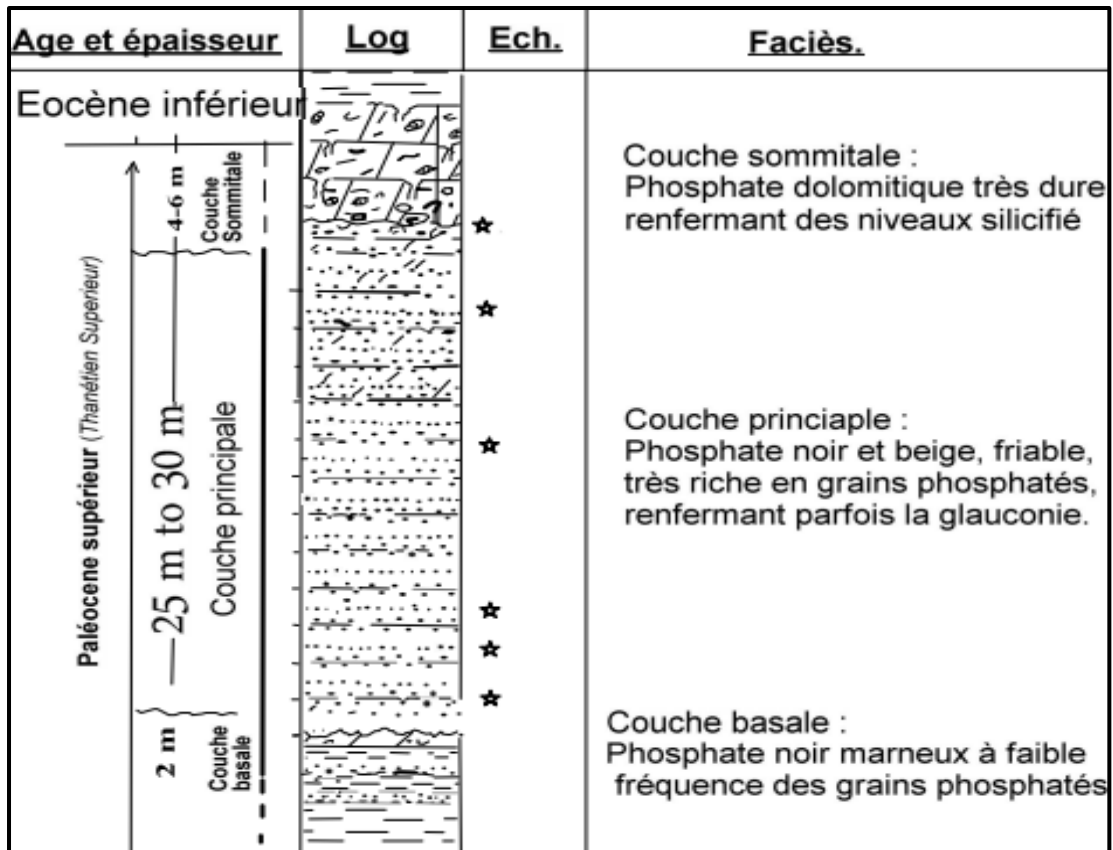 Age et épaisseur
Log
Ech.
Faciès.
Eocène inférieur
Paléocene supérieur (Thanétien Superieur)
4-6 m
Couche
Sommitale
Couche sommitale :
Phosphate dolomitique très dure
renfermant des niveaux silicifié
25 m to 30 m
Couche principale
Couche princiaple :
Phosphate noir et beige, friable,
très riche en grains phosphatés,
renfermant parfois la glauconie.
2 m
Couche
basale
Couche basale :
Phosphate noir marneux à faible
fréquence des grains phosphatés